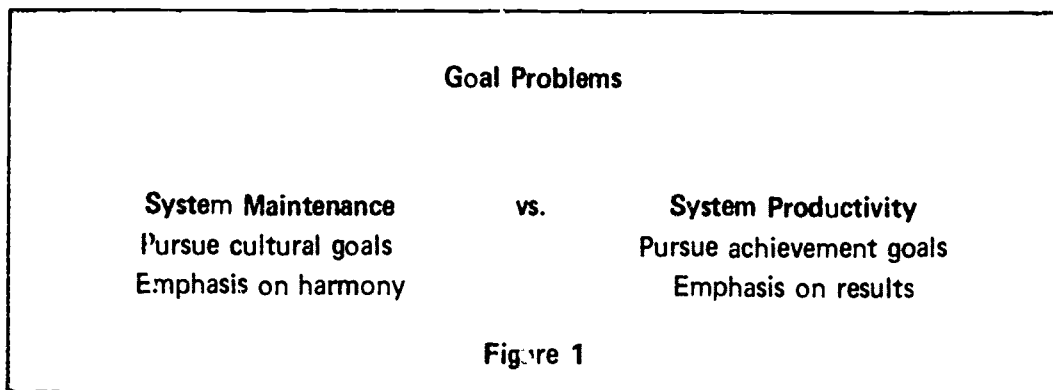 Goal Problems
System Maintenance vs. System Productivity
Pursue cultural goals Pursue achievement goals
Emphasis on harmony Emphasis on results
Figure 1